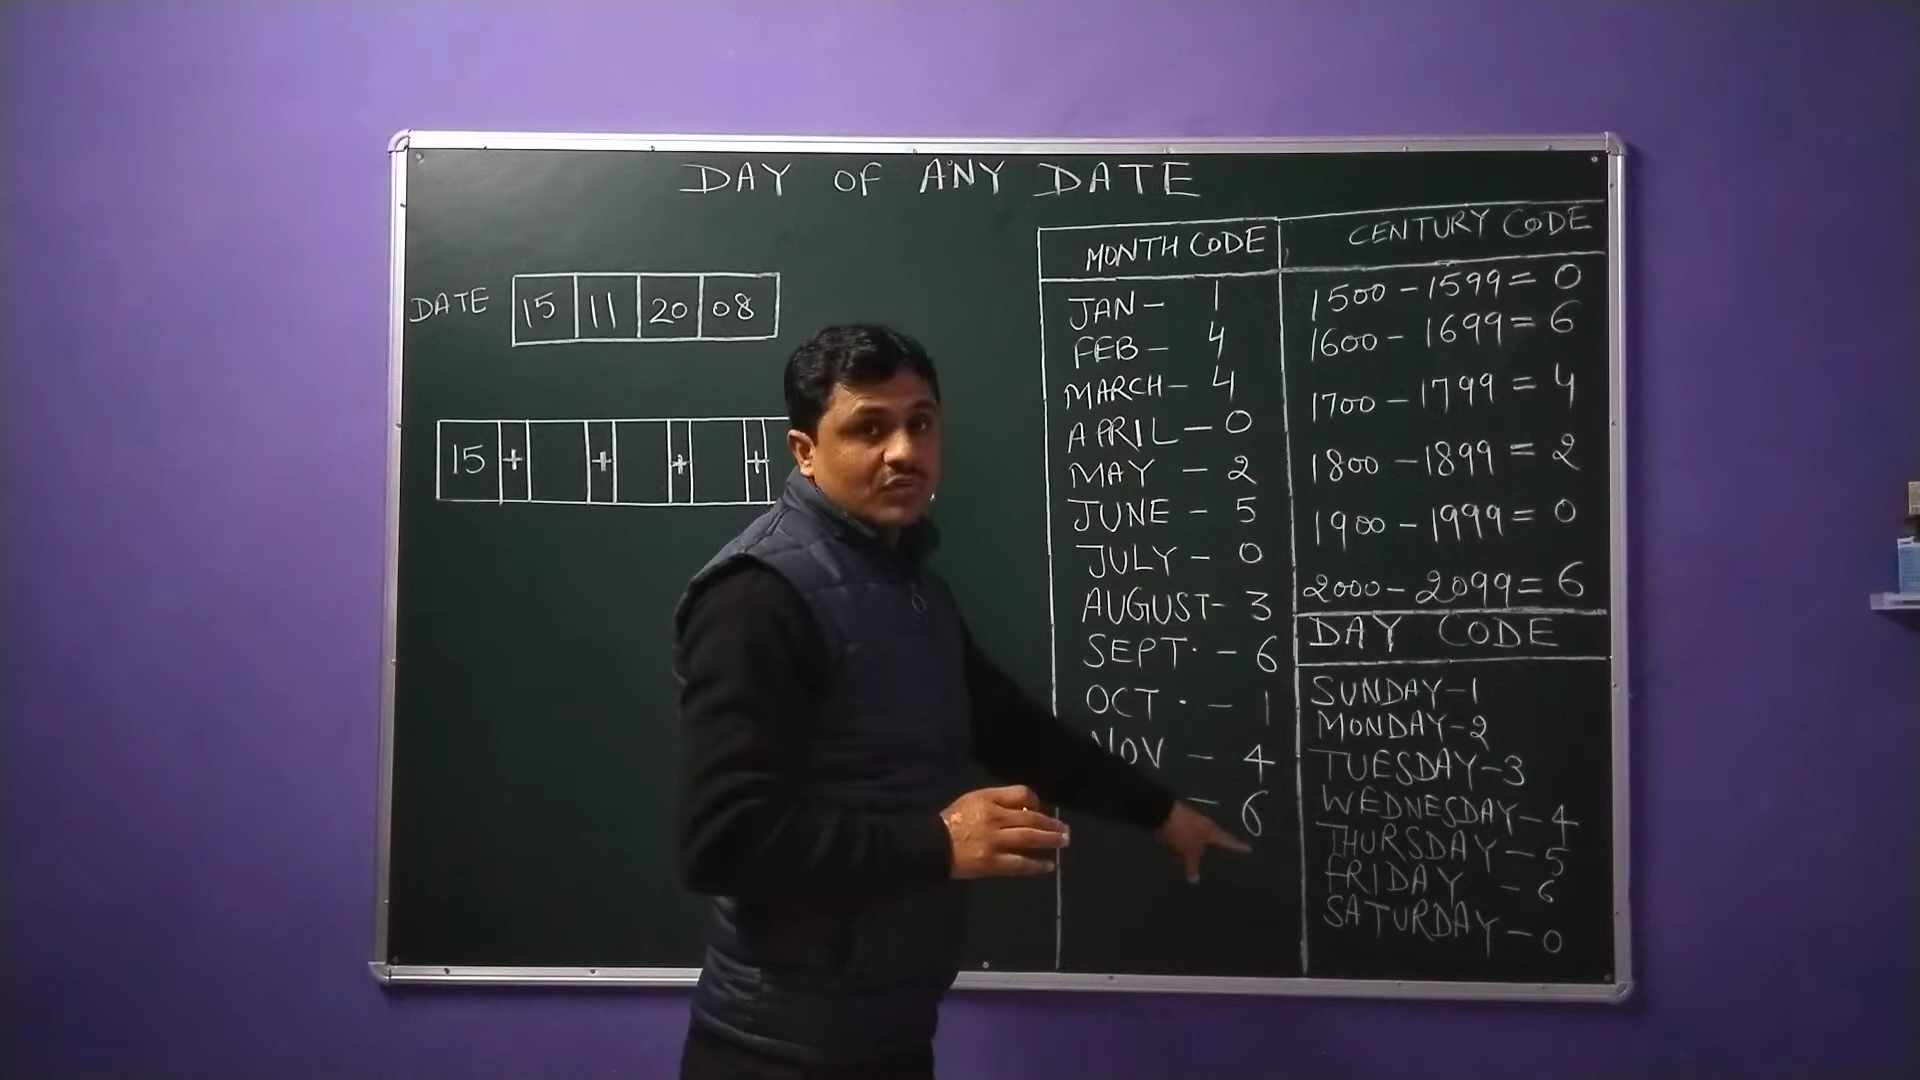 DAY OF ANY DATE
DATE 15 11 20 08
15 + + + +
MONTH CODE
JAN - 1
FEB - 4
MARCH - 4
APRIL - 0
MAY - 2
JUNE - 5
JULY - 0
AUGUST - 3
SEPT. - 6
OCT. - 1
NOV - 4
- 6
CENTURY CODE
1500 - 1599 = 0
1600 - 1699 = 6
1700 - 1799 = 4
1800 - 1899 = 2
1900 - 1999 = 0
2000 - 2099 = 6
DAY CODE
SUNDAY - 1
MONDAY - 2
TUESDAY - 3
WEDNESDAY - 4
THURSDAY - 5
FRIDAY - 6
SATURDAY - 0